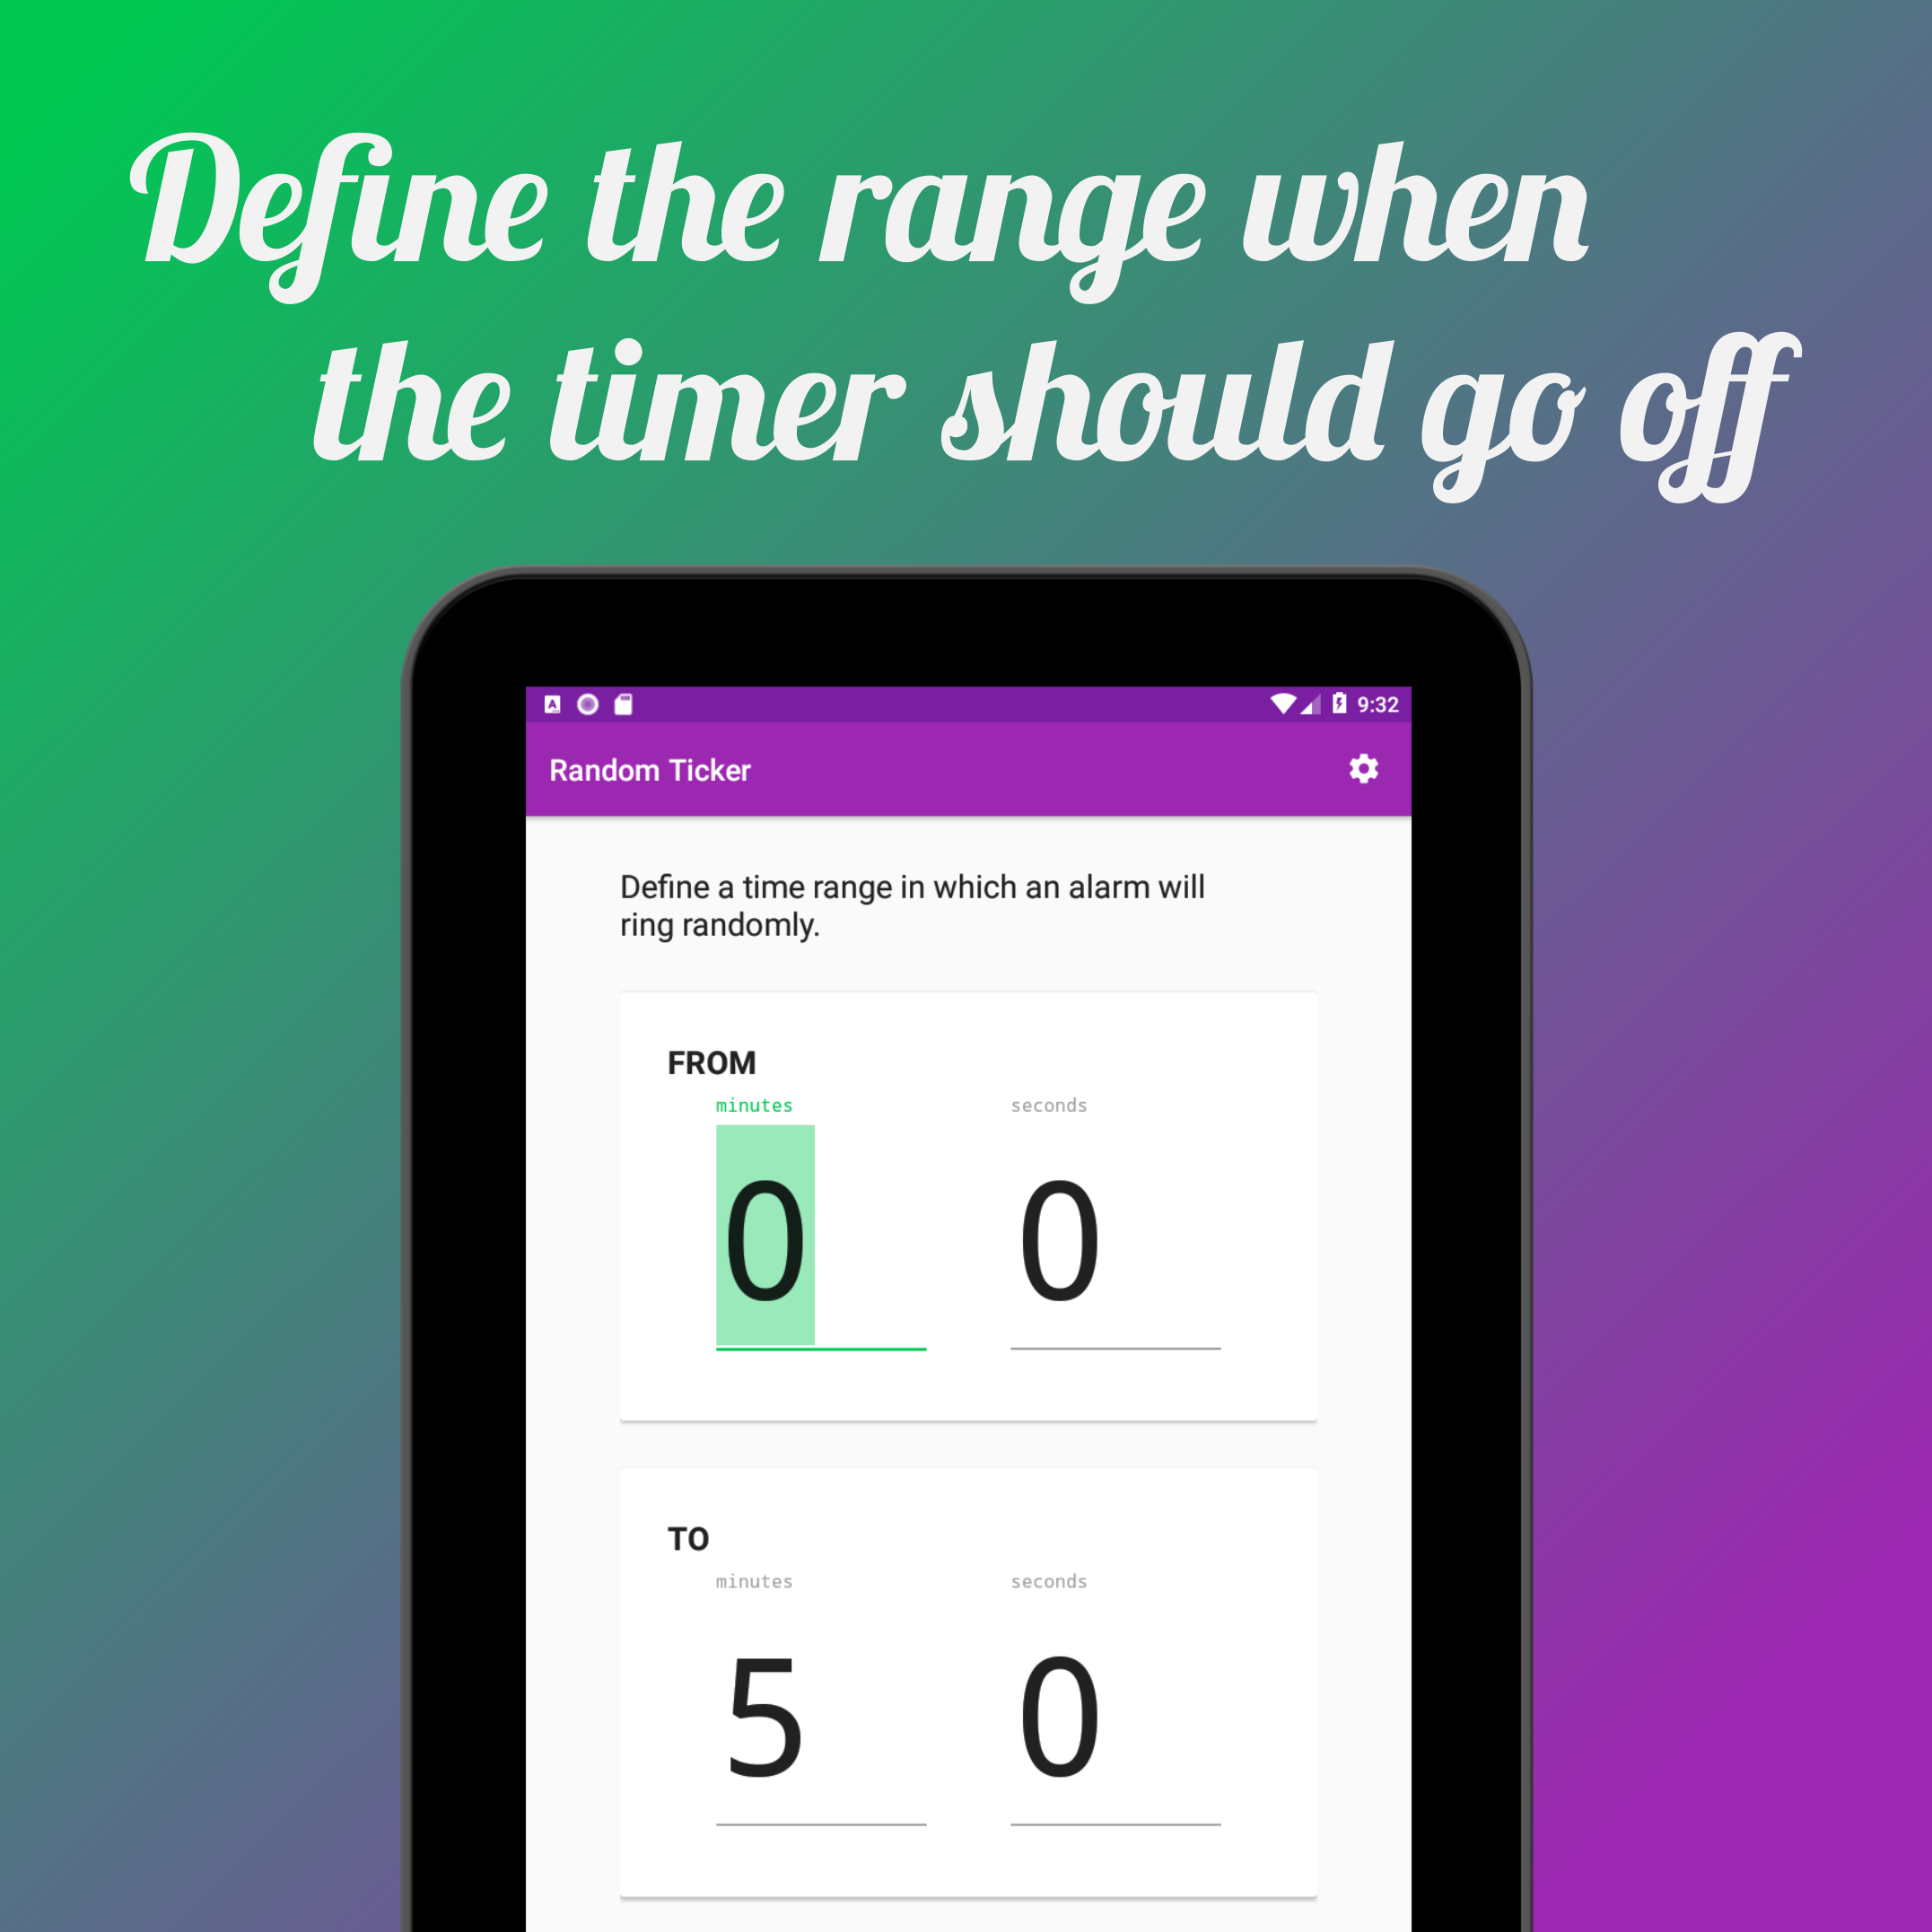 Define the range when
the timer should go off
9:32
Random Ticker
Define a time range in which an alarm will
ring randomly.
FROM
minutes seconds
0 0
TO
minutes seconds
5 0